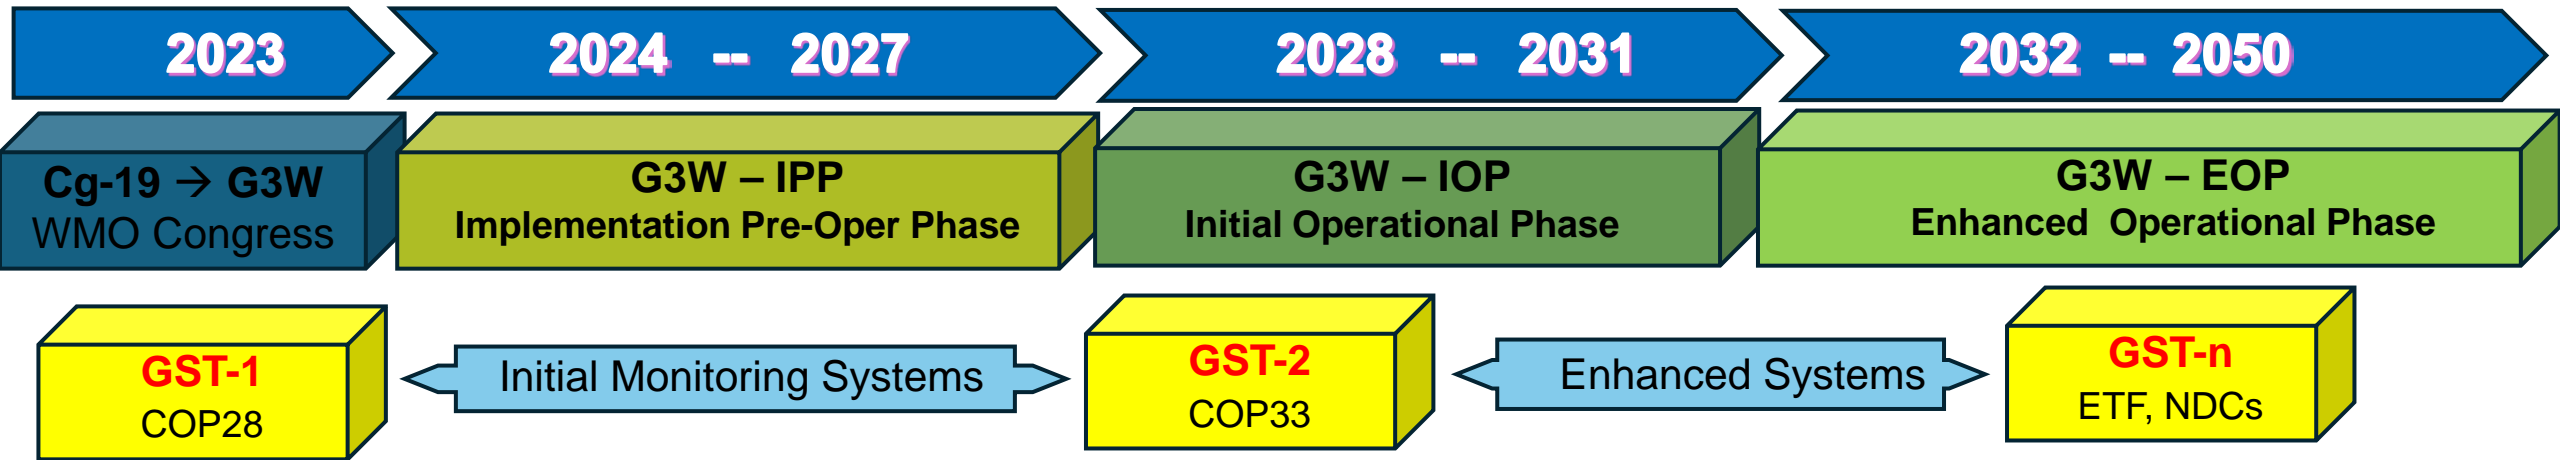 2023
2024 -- 2027
2028 -- 2031
2032 -- 2050
Cg-19 → G3W
WMO Congress
G3W – IPP
Implementation Pre-Oper Phase
G3W – IOP
Initial Operational Phase
G3W – EOP
Enhanced Operational Phase
GST-1
COP28
Initial Monitoring Systems
GST-2
COP33
Enhanced Systems
GST-n
ETF, NDCs